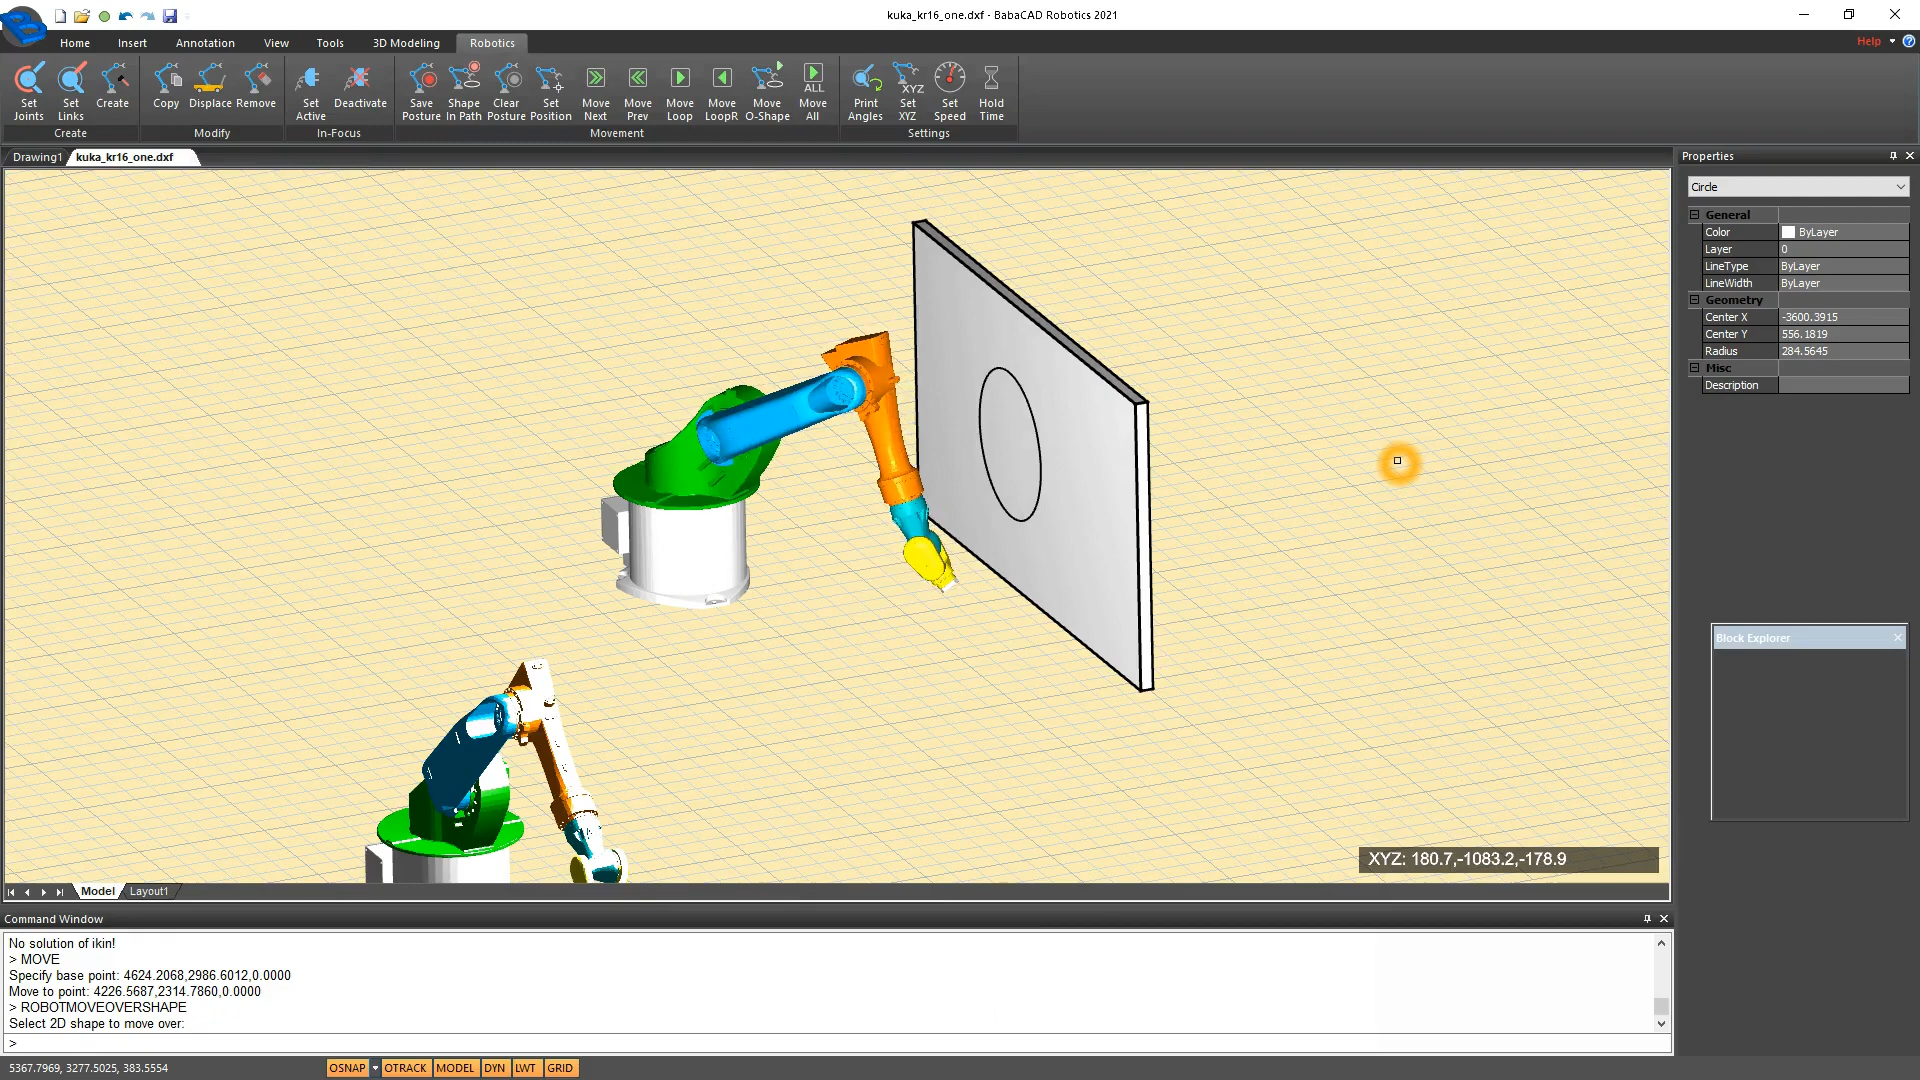 kuka_kr16_one.dxf - BabaCAD Robotics 2021
Home Insert Annotation View Tools 3D Modeling Robotics Help
Set Joints
Set Links
Create
Copy
Displace
Remove
Set Active
Deactivate
Save Posture
Shape In Path
Clear Posture
Set Position
Move Next
Move Prev
Move Loop
Move LoopR
Move O-Shape
ALL
Move All
Print Angles
XYZ
Set XYZ
Set Speed
Hold Time
Create Modify In-Focus Movement Settings
Drawing1 kuka_kr16_one.dxf
Properties
Circle
General
Color ByLayer
Layer 0
LineType ByLayer
LineWidth ByLayer
Geometry
Center X -3600.3915
Center Y 556.1819
Radius 284.5645
Misc
Description
Block Explorer
XYZ: 180.7,-1083.2,-178.9
Model Layout1
Command Window
No solution of ikin!
> MOVE
Specify base point: 4624.2068,2986.6012,0.0000
Move to point: 4226.5687,2314.7860,0.0000
> ROBOTMOVEOVERSHAPE
Select 2D shape to move over:
>
5367.7969, 3277.5025, 383.5554 OSNAP OTRACK MODEL DYN LWT GRID